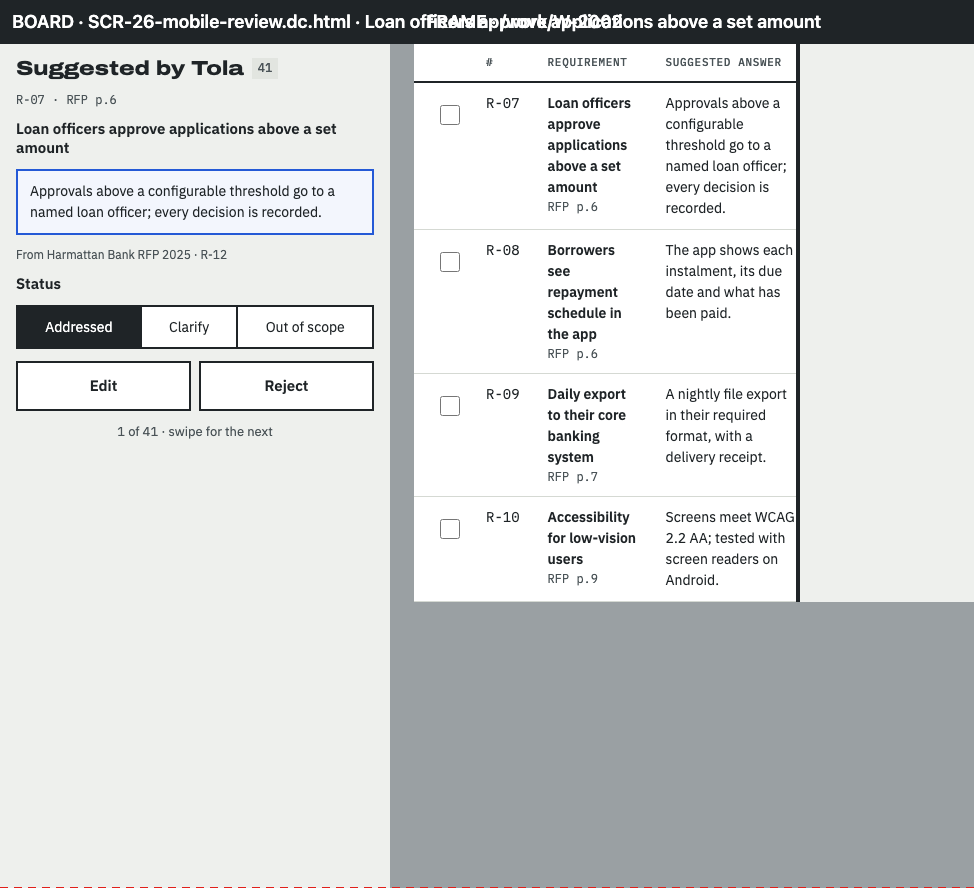 BOARD · SCR-26-mobile-review.dc.html · Loan officers approve applications above a set amount
Suggested by Tola 41
R-07 · RFP p.6
Loan officers approve applications above a set
amount
Approvals above a configurable threshold go to a
named loan officer; every decision is recorded.
From Harmattan Bank RFP 2025 · R-12
Status
Addressed
Clarify
Out of scope
Edit
Reject
1 of 41 · swipe for the next
# REQUIREMENT SUGGESTED ANSWER
R-07
Loan officers
approve
applications
above a set
amount
RFP p.6
Approvals above a
configurable
threshold go to a
named loan officer;
every decision is
recorded.
R-08
Borrowers
see
repayment
schedule in
the app
RFP p.6
The app shows each
instalment, its due
date and what has
been paid.
R-09
Daily export
to their core
banking
system
RFP p.7
A nightly file export
in their required
format, with a
delivery receipt.
R-10
Accessibility
for low-vision
users
RFP p.9
Screens meet WCAG
2.2 AA; tested with
screen readers on
Android.